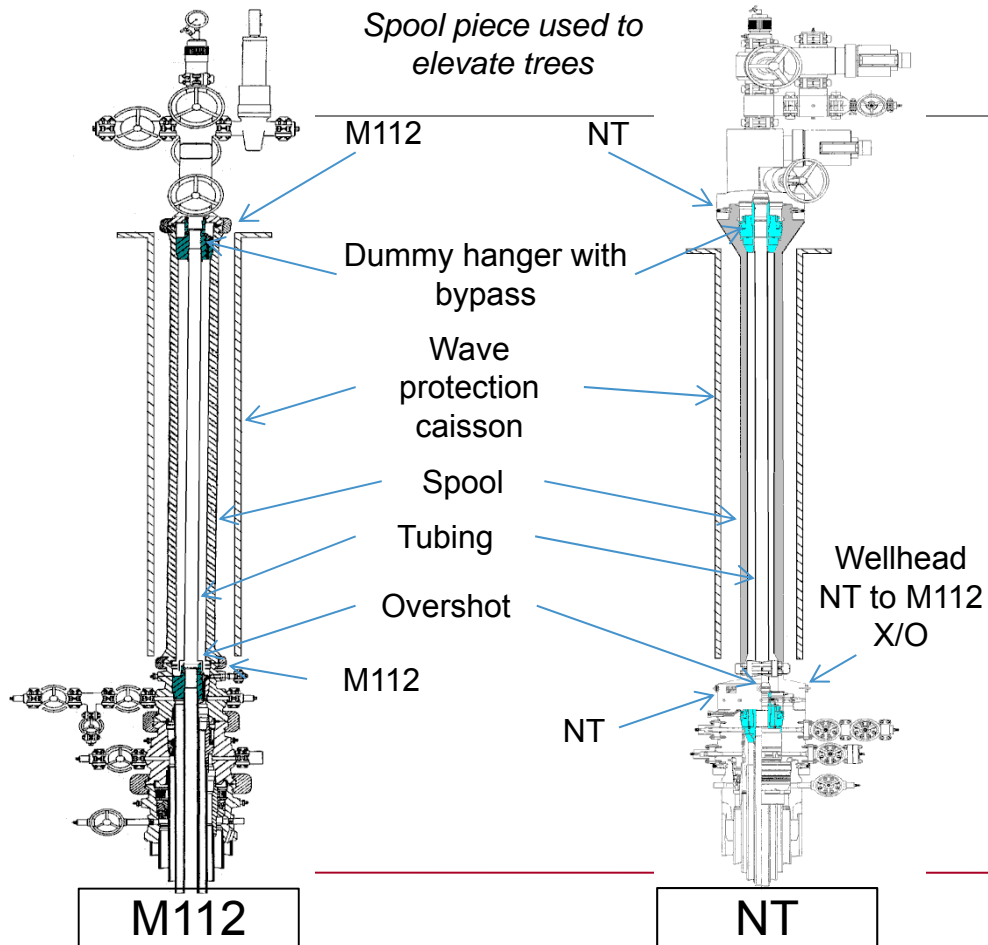 Spool piece used to
elevate trees
M112
NT
Dummy hanger with
bypass
Wave
protection
caisson
Spool
Tubing
Overshot
M112
Wellhead
NT to M112
X/O
NT
M112
NT